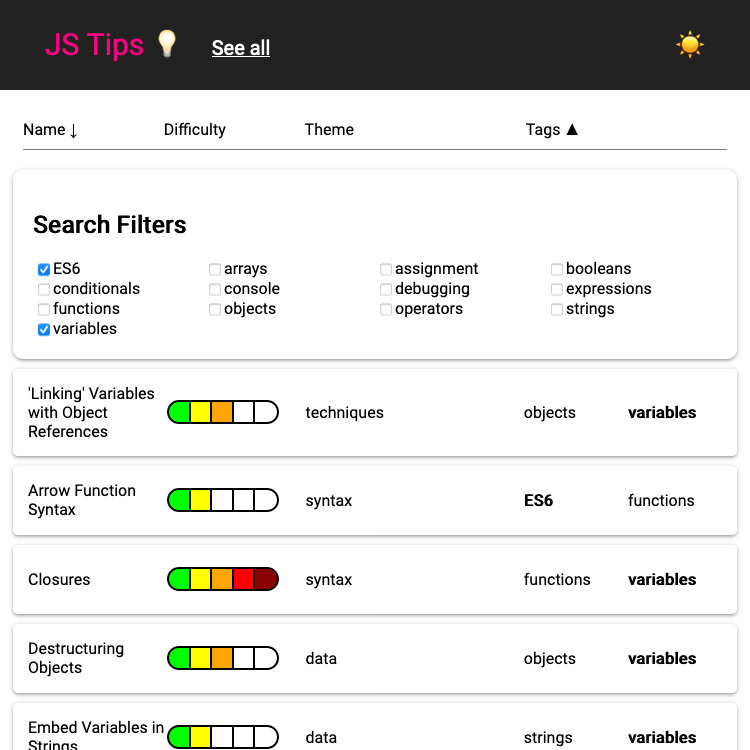 JS Tips 💡 See all
Name ↓ Difficulty Theme Tags ▲
Search Filters
ES6 arrays assignment booleans
conditionals console debugging expressions
functions objects operators strings
variables
'Linking' Variables
with Object
References
techniques objects variables
Arrow Function
Syntax
syntax ES6 functions
Closures syntax functions variables
Destructuring
Objects
data objects variables
Embed Variables in
Strings
data strings variables